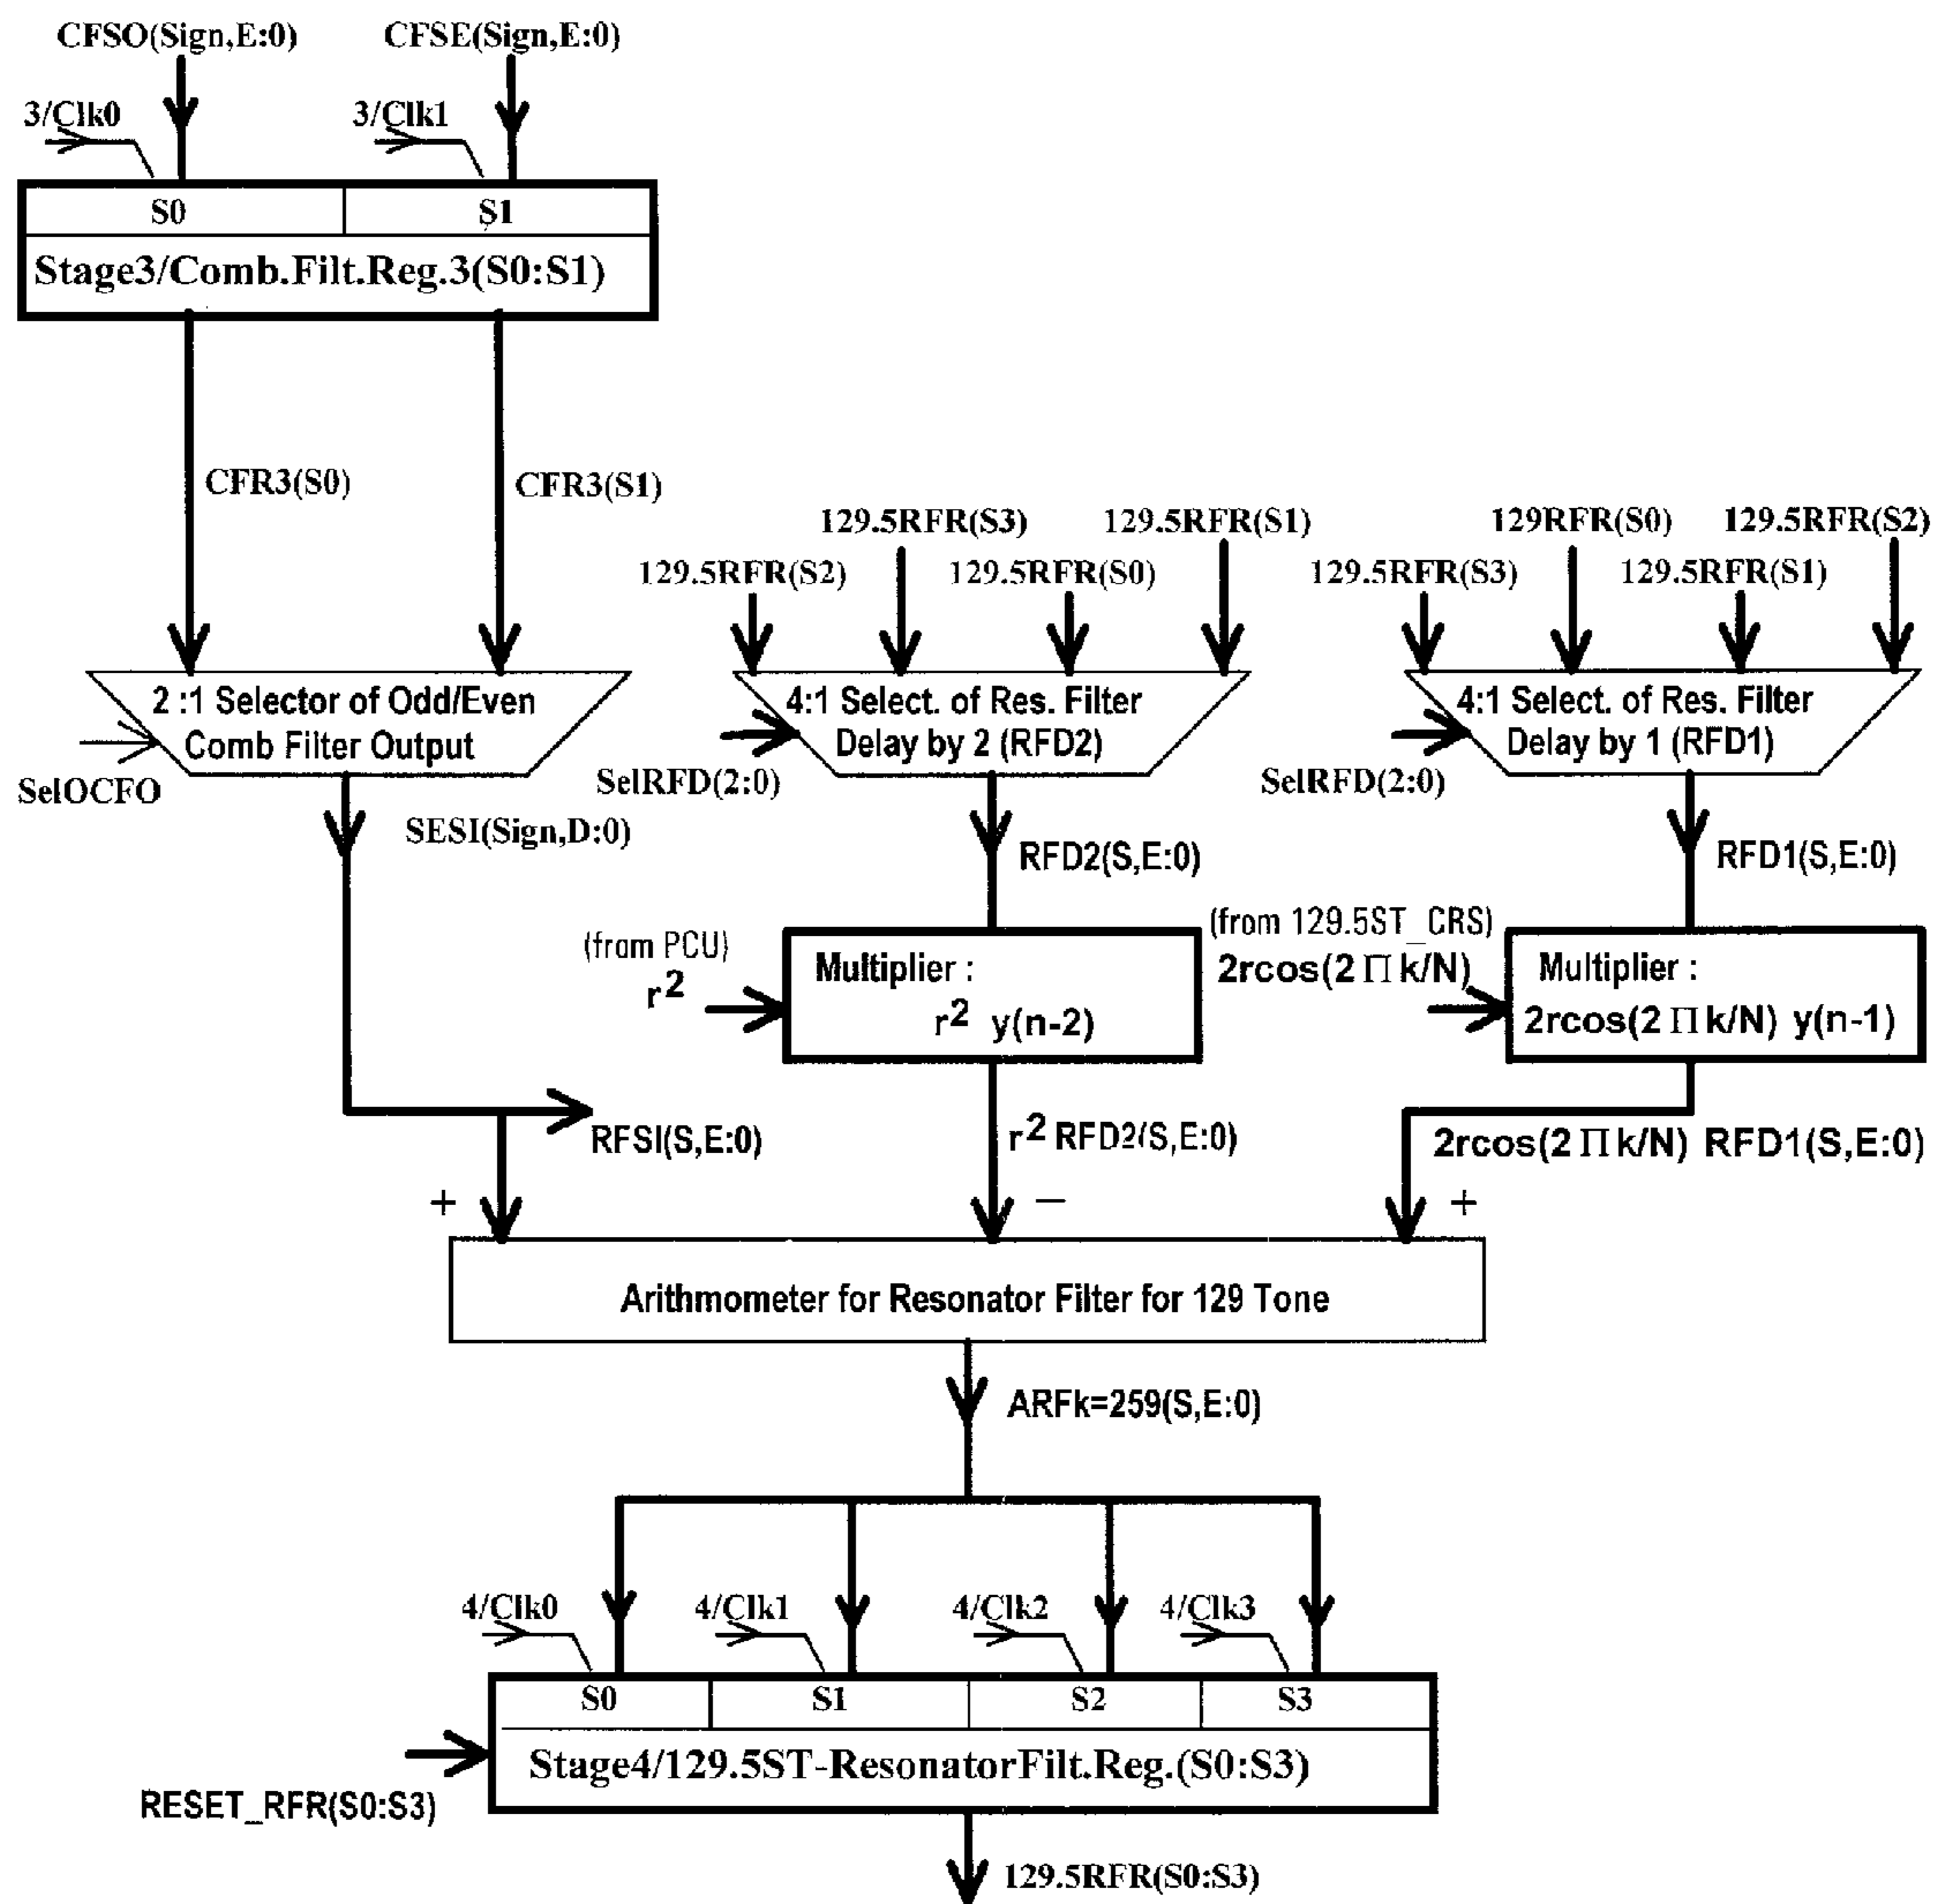 CFSO(Sign,E:0)
CFSE(Sign,E:0)
3/Clk0
3/Clk1
S0
S1
Stage3/Comb.Filt.Reg.3(S0:S1)
CFR3(S0)
CFR3(S1)
129.5RFR(S3)
129.5RFR(S1)
129RFR(S0)
129.5RFR(S2)
129.5RFR(S2)
129.5RFR(S0)
129.5RFR(S3)
129.5RFR(S1)
2 :1 Selector of Odd/Even
Comb Filter Output
4:1 Select. of Res. Filter
Delay by 2 (RFD2)
4:1 Select. of Res. Filter
Delay by 1 (RFD1)
SelOCFO
SelRFD(2:0)
SelRFD(2:0)
SESI(Sign,D:0)
RFD2(S,E:0)
RFD1(S,E:0)
(from PCU)
r²
Multiplier :
r² y(n-2)
(from 129.5ST_CRS)
2rcos(2 Π k/N)
Multiplier :
2rcos(2 Π k/N) y(n-1)
RFSI(S,E:0)
r² RFD2(S,E:0)
2rcos(2 Π k/N) RFD1(S,E:0)
+
−
+
Arithmometer for Resonator Filter for 129 Tone
ARFk=259(S,E:0)
4/Clk0
4/Clk1
4/Clk2
4/Clk3
S0
S1
S2
S3
Stage4/129.5ST-ResonatorFilt.Reg.(S0:S3)
RESET_RFR(S0:S3)
129.5RFR(S0:S3)